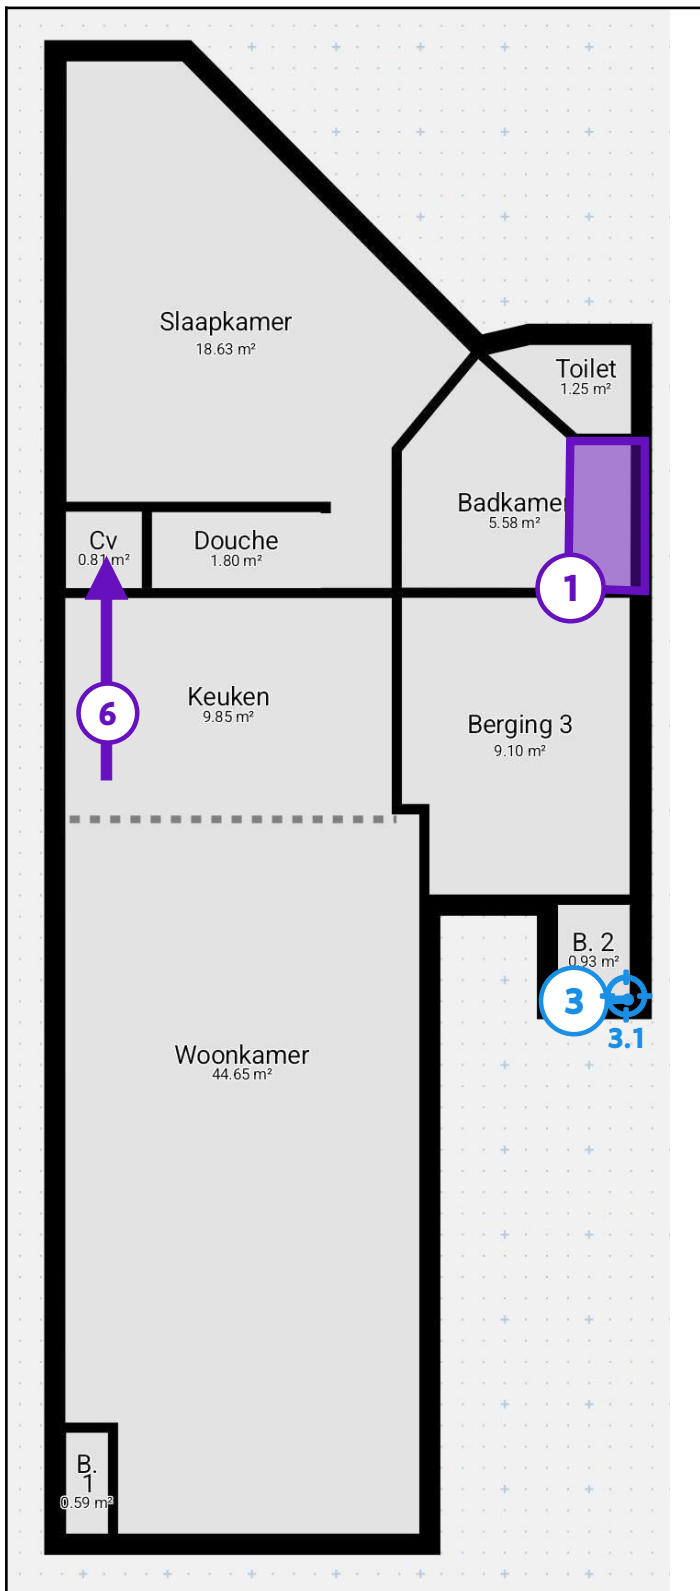 Slaapkamer
18.63 m²
Toilet
1.25 m²
Badkamer
5.58 m²
Cv
0.81 m²
Douche
1.80 m²
1
Keuken
9.85 m²
6
Berging 3
9.10 m²
B. 2
0.93 m²
3
3.1
Woonkamer
44.65 m²
B.
1
0.59 m²